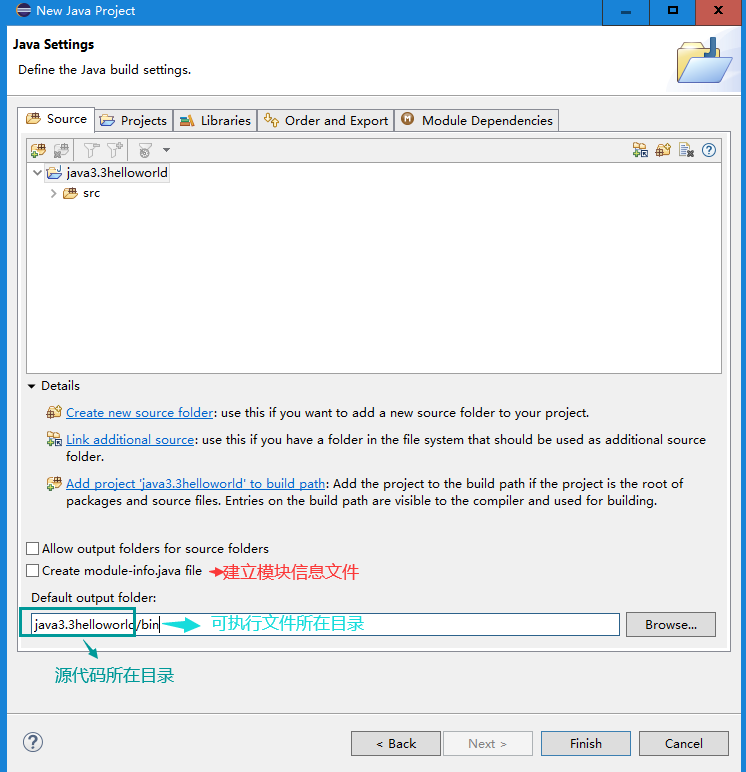 New Java Project
Java Settings
Define the Java build settings.
Source
Projects
Libraries
Order and Export
Module Dependencies
java3.3helloworld
src
Details
Create new source folder: use this if you want to add a new source folder to your project.
Link additional source: use this if you have a folder in the file system that should be used as additional source
folder.
Add project 'java3.3helloworld' to build path: Add the project to the build path if the project is the root of
packages and source files. Entries on the build path are visible to the compiler and used for building.
Allow output folders for source folders
Create module-info.java file 建立模块信息文件
Default output folder:
java3.3helloworld/bin 可执行文件所在目录
Browse...
源代码所在目录
< Back
Next >
Finish
Cancel